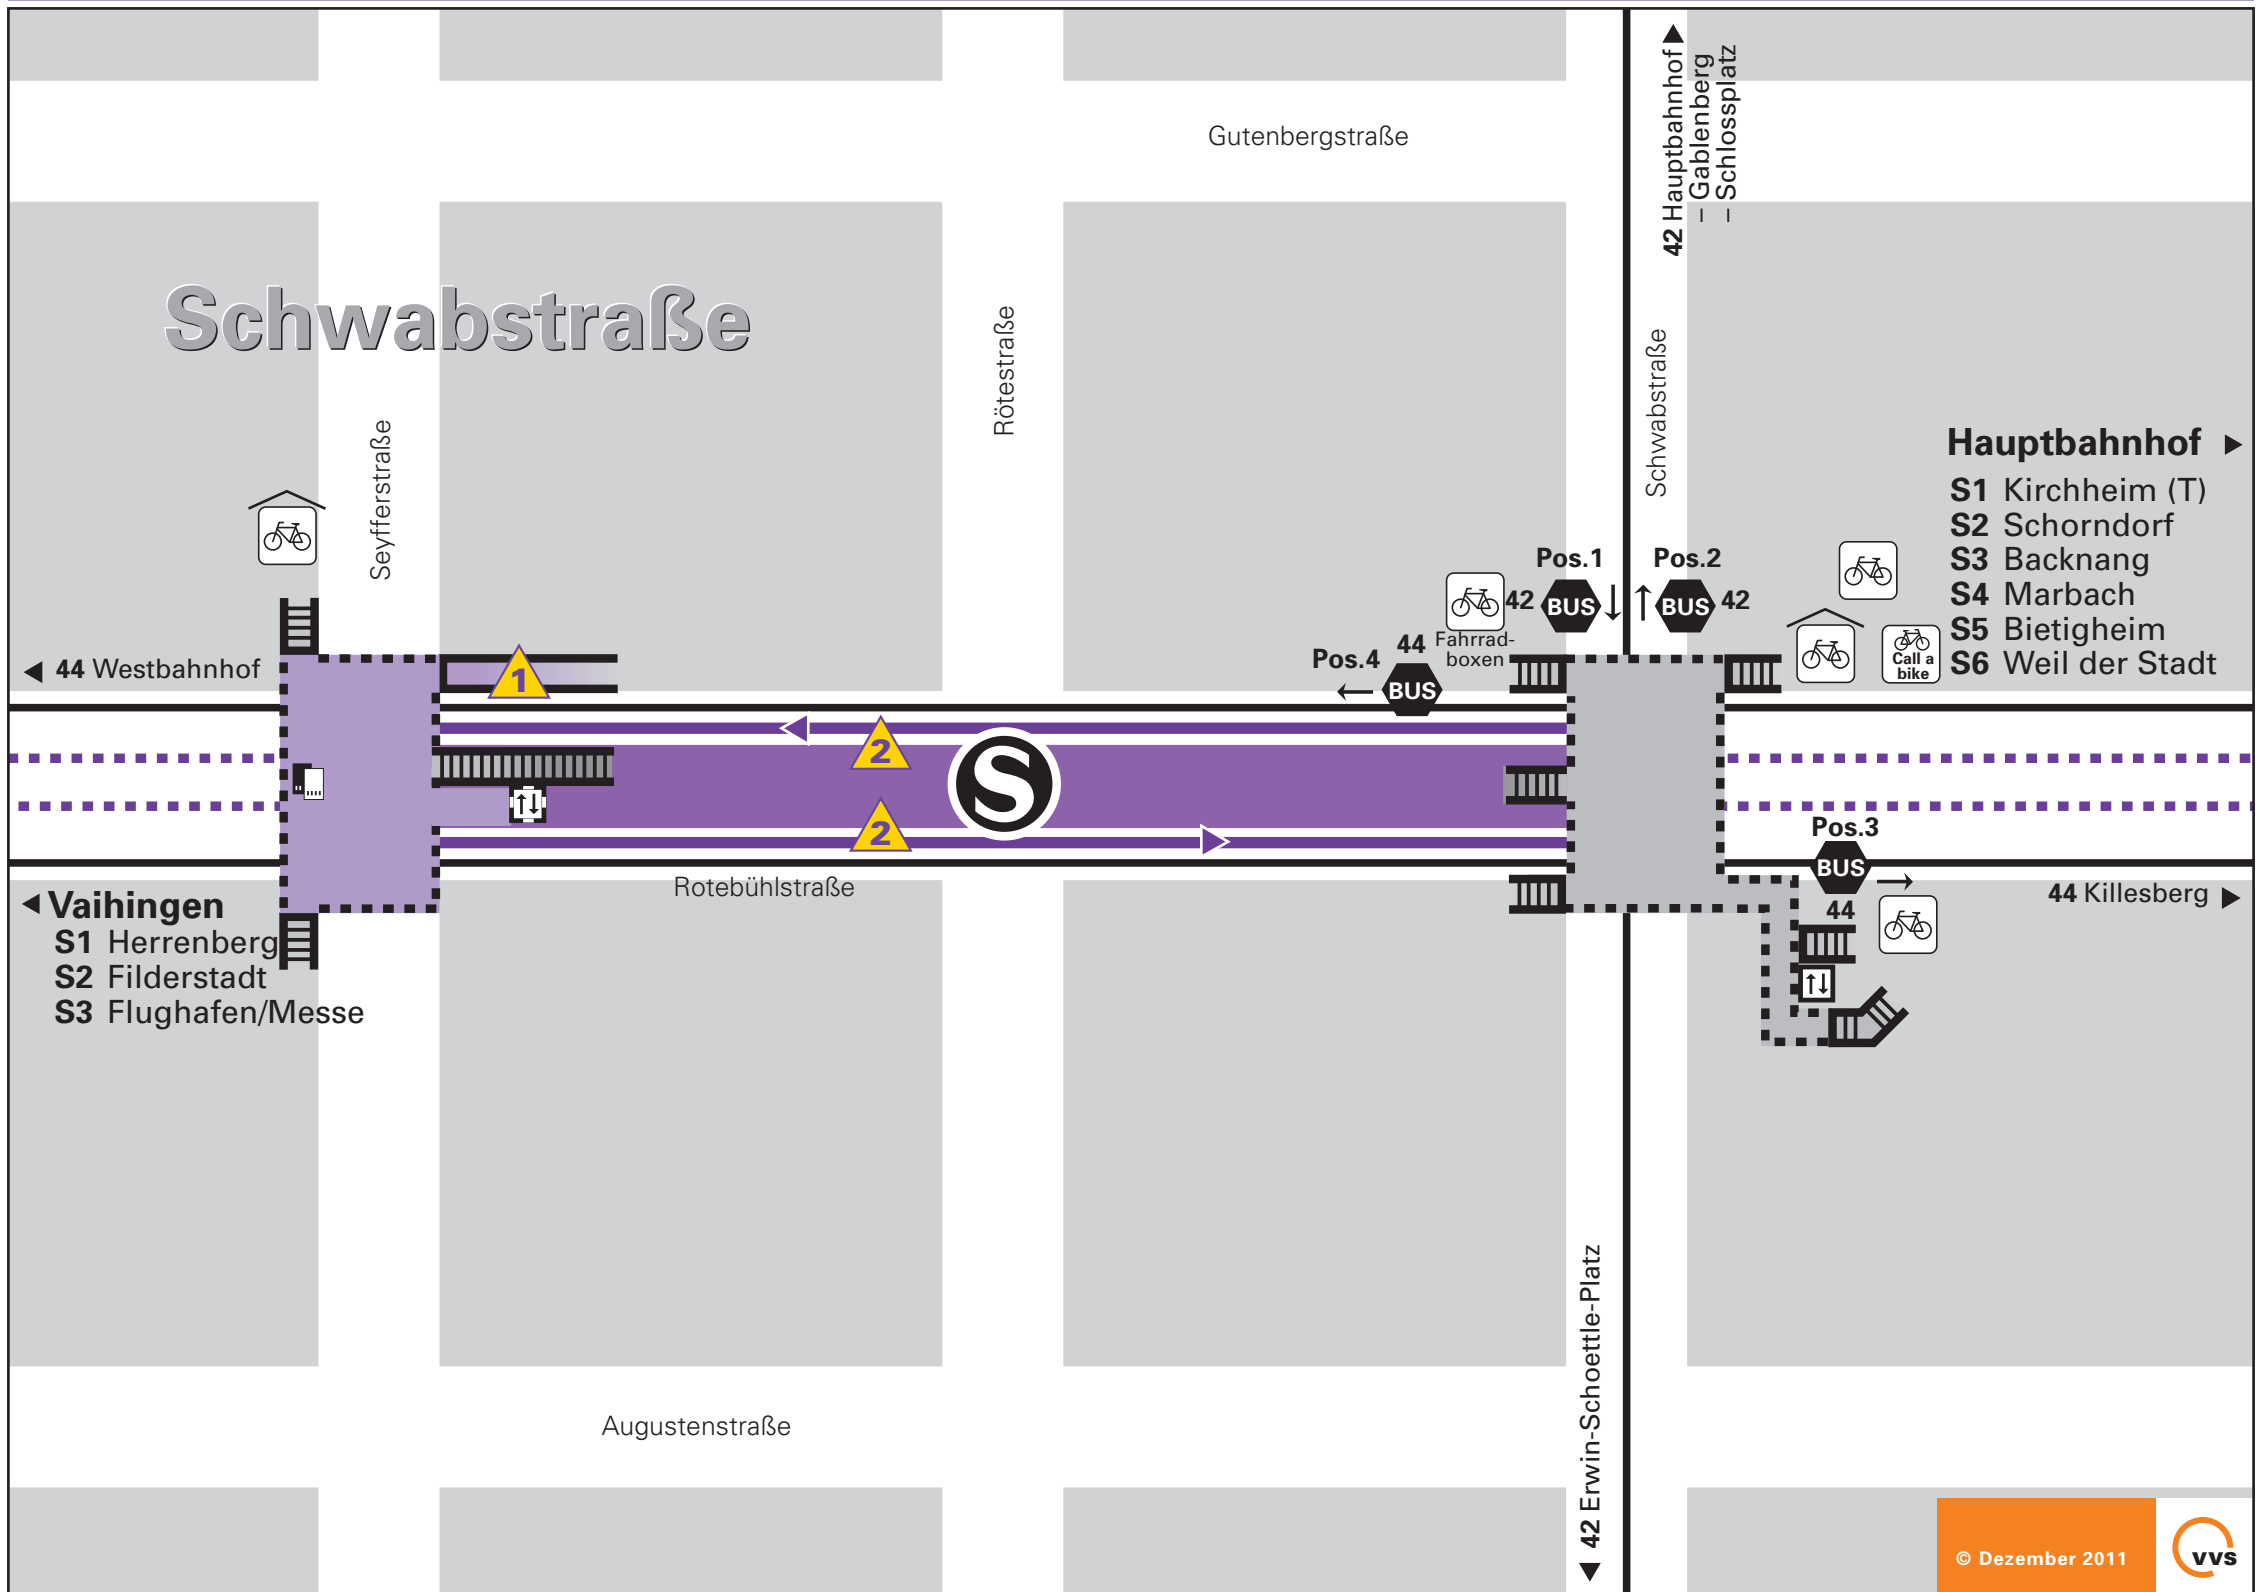 42 Hauptbahnhof
– Gablenberg
– Schlossplatz
Gutenbergstraße
Schwabstraße
Rötestraße
Schwabstraße
Seyfferstraße
Hauptbahnhof
S1 Kirchheim (T)
S2 Schorndorf
S3 Backnang
S4 Marbach
S5 Bietigheim
S6 Weil der Stadt
Pos.1
Pos.2
42 BUS
BUS 42
Fahrrad-
boxen
Pos.4
44
BUS
Call a
bike
44 Westbahnhof
1
2
S
2
Pos.3
BUS
44
44 Killesberg
Rotebühlstraße
Vaihingen
S1 Herrenberg
S2 Filderstadt
S3 Flughafen/Messe
Augustenstraße
42 Erwin-Schoettle-Platz
© Dezember 2011
vvs